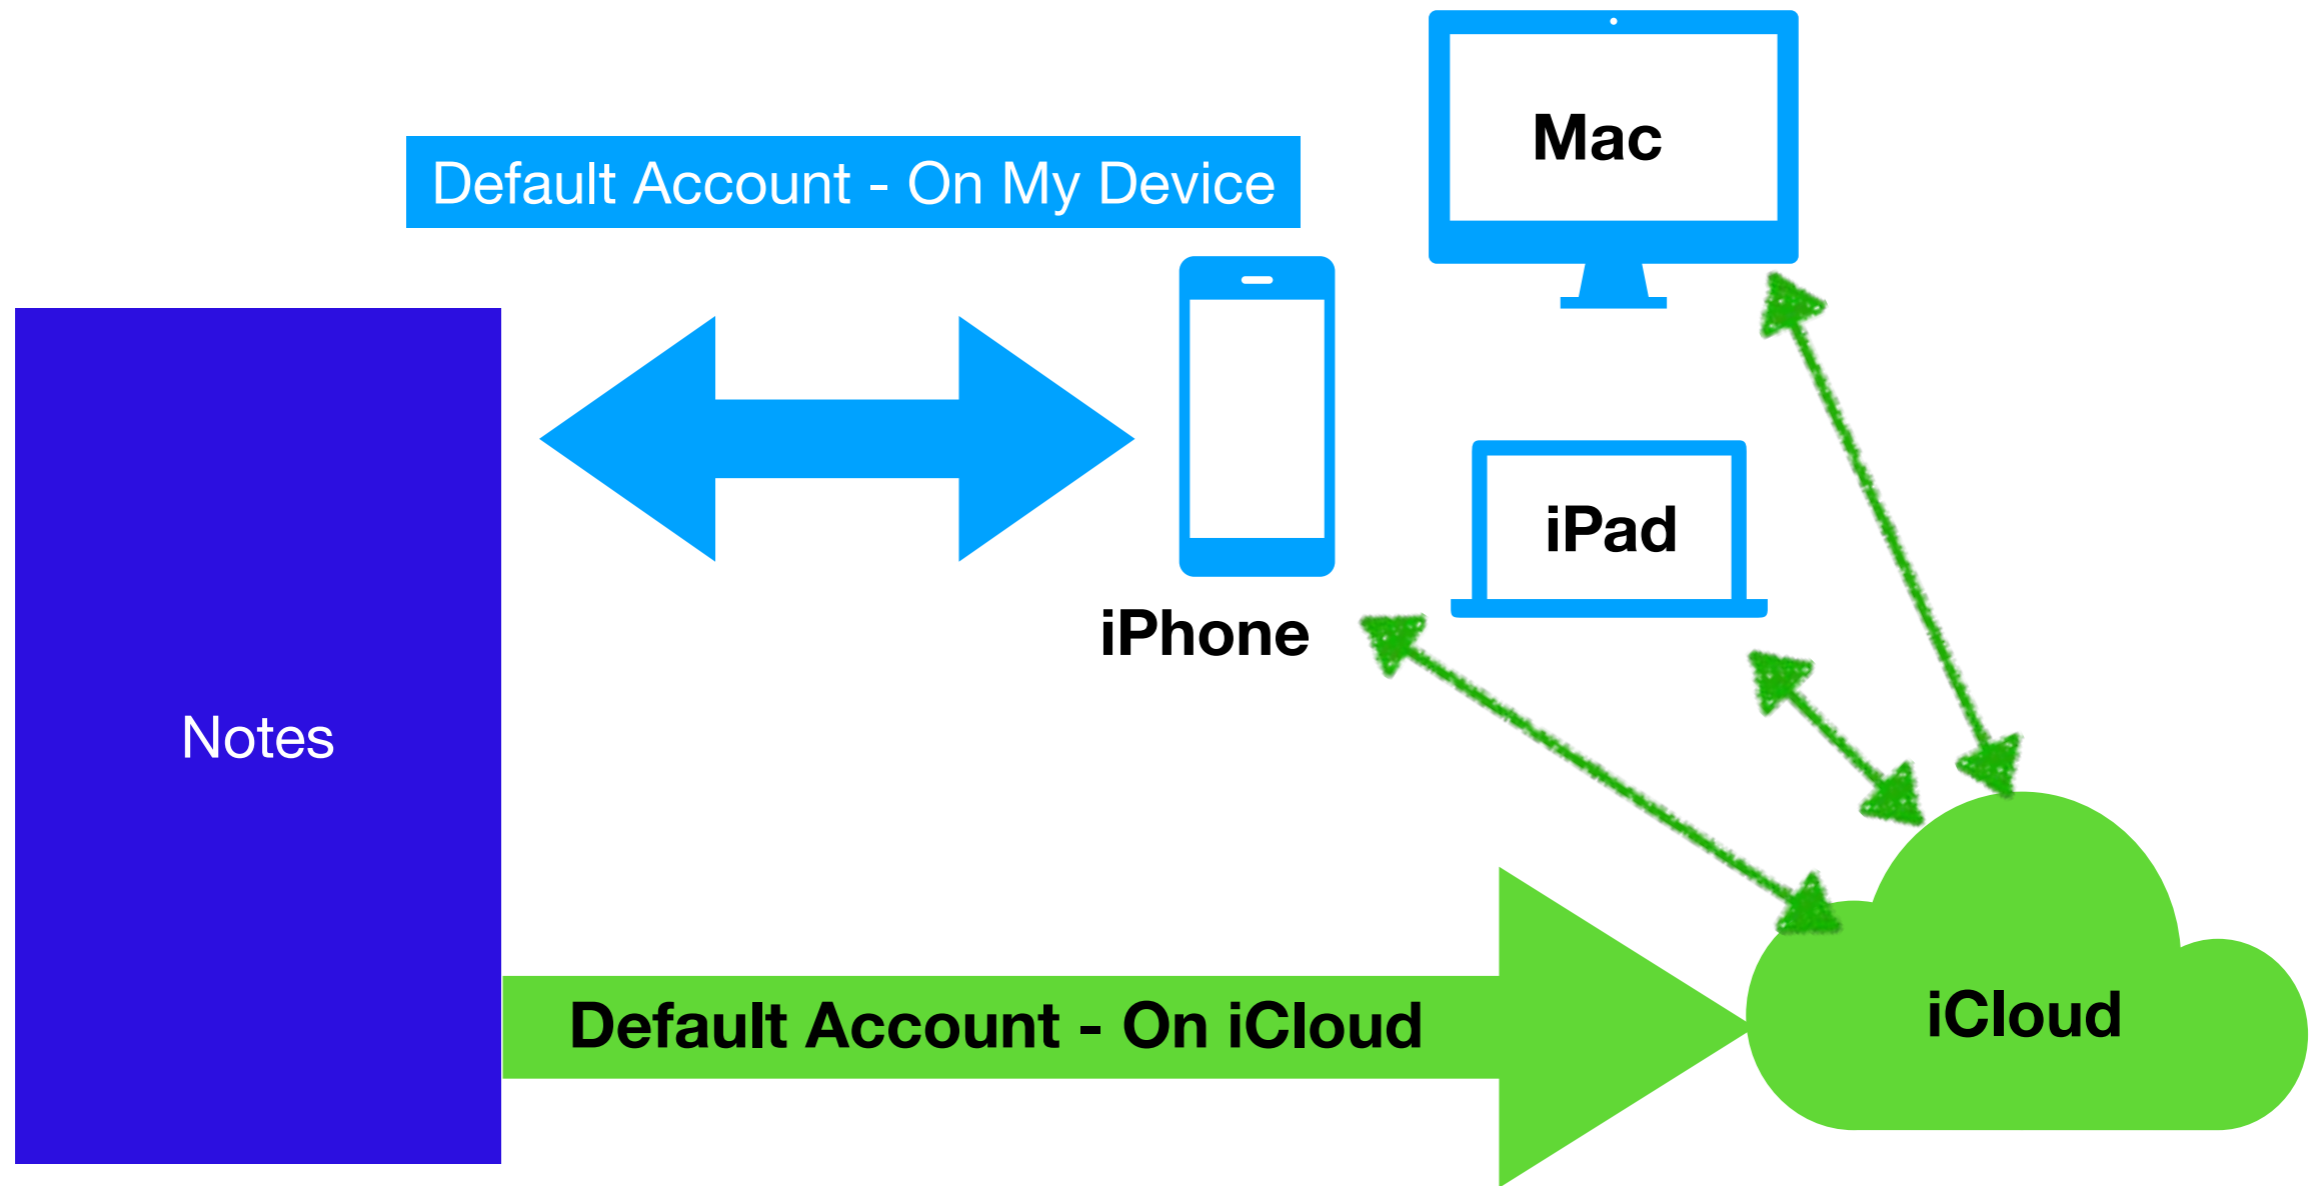 Mac
Default Account - On My Device
iPad
iPhone
Notes
Default Account - On iCloud
iCloud